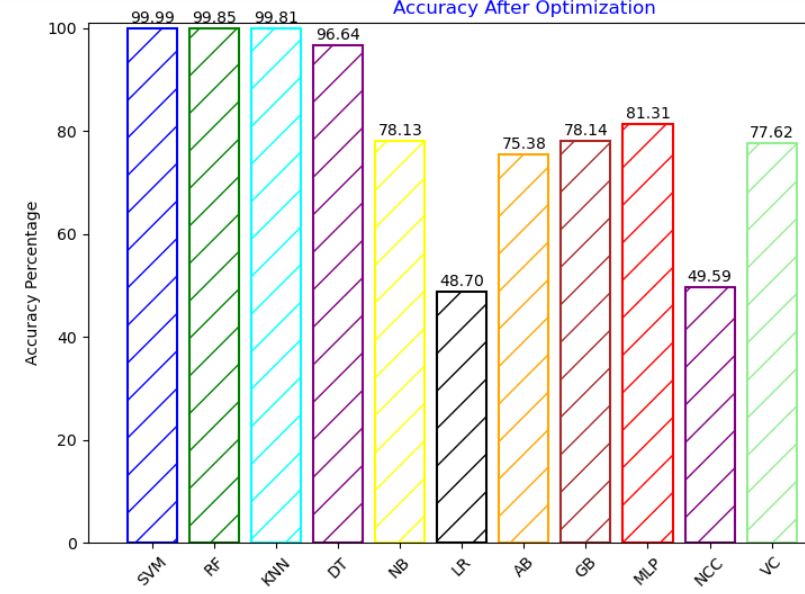 Accuracy After Optimization
99.99
99.85
99.81
96.64
78.13
48.70
75.38
78.14
81.31
49.59
77.62
Accuracy Percentage
100
80
60
40
20
0
SVM
RF
KNN
DT
NB
LR
AB
GB
MLP
NCC
VC